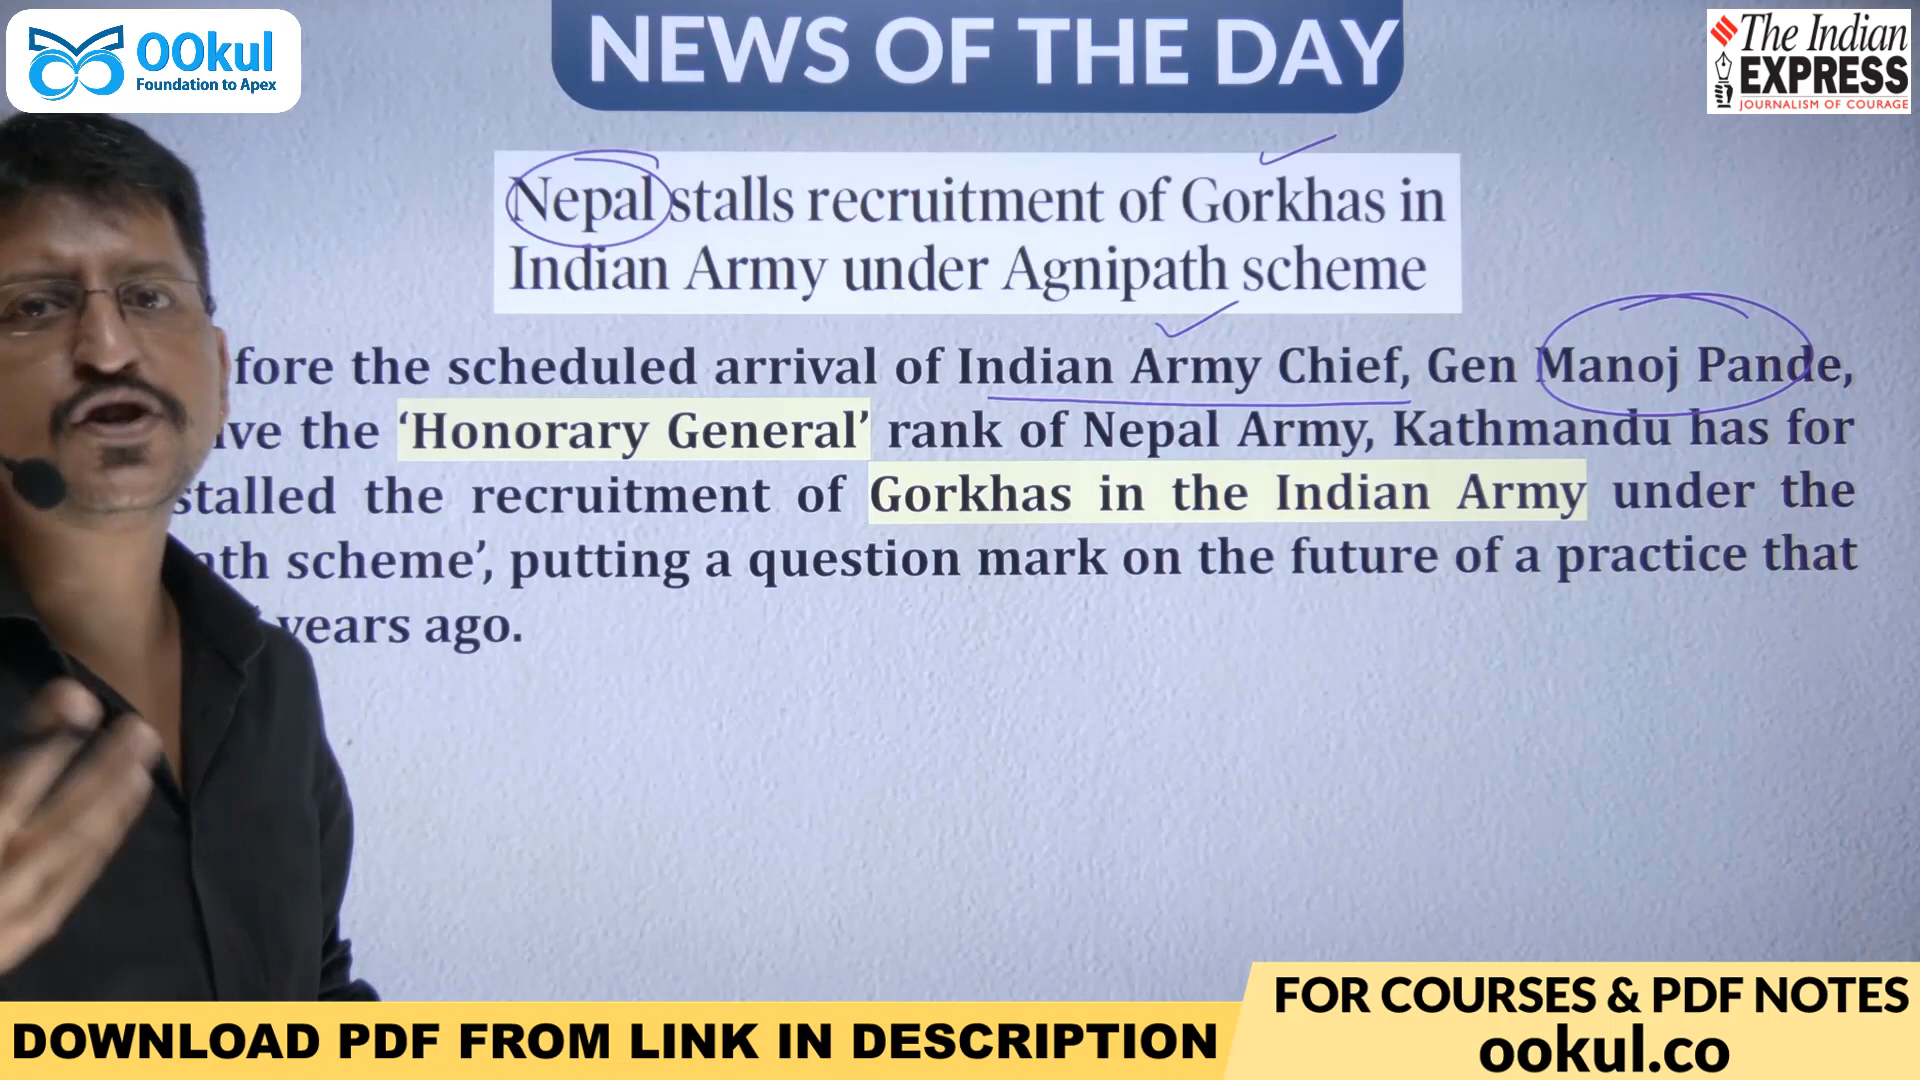 OOkul
Foundation to Apex
NEWS OF THE DAY
The Indian
EXPRESS
JOURNALISM OF COURAGE
Nepal stalls recruitment of Gorkhas in
Indian Army under Agnipath scheme
the scheduled arrival of Indian Army Chief, Gen Manoj Pande,
the ‘Honorary General’ rank of Nepal Army, Kathmandu has for
stalled the recruitment of Gorkhas in the Indian Army under the
scheme’, putting a question mark on the future of a practice that
years ago.
DOWNLOAD PDF FROM LINK IN DESCRIPTION
FOR COURSES & PDF NOTES
ookul.co